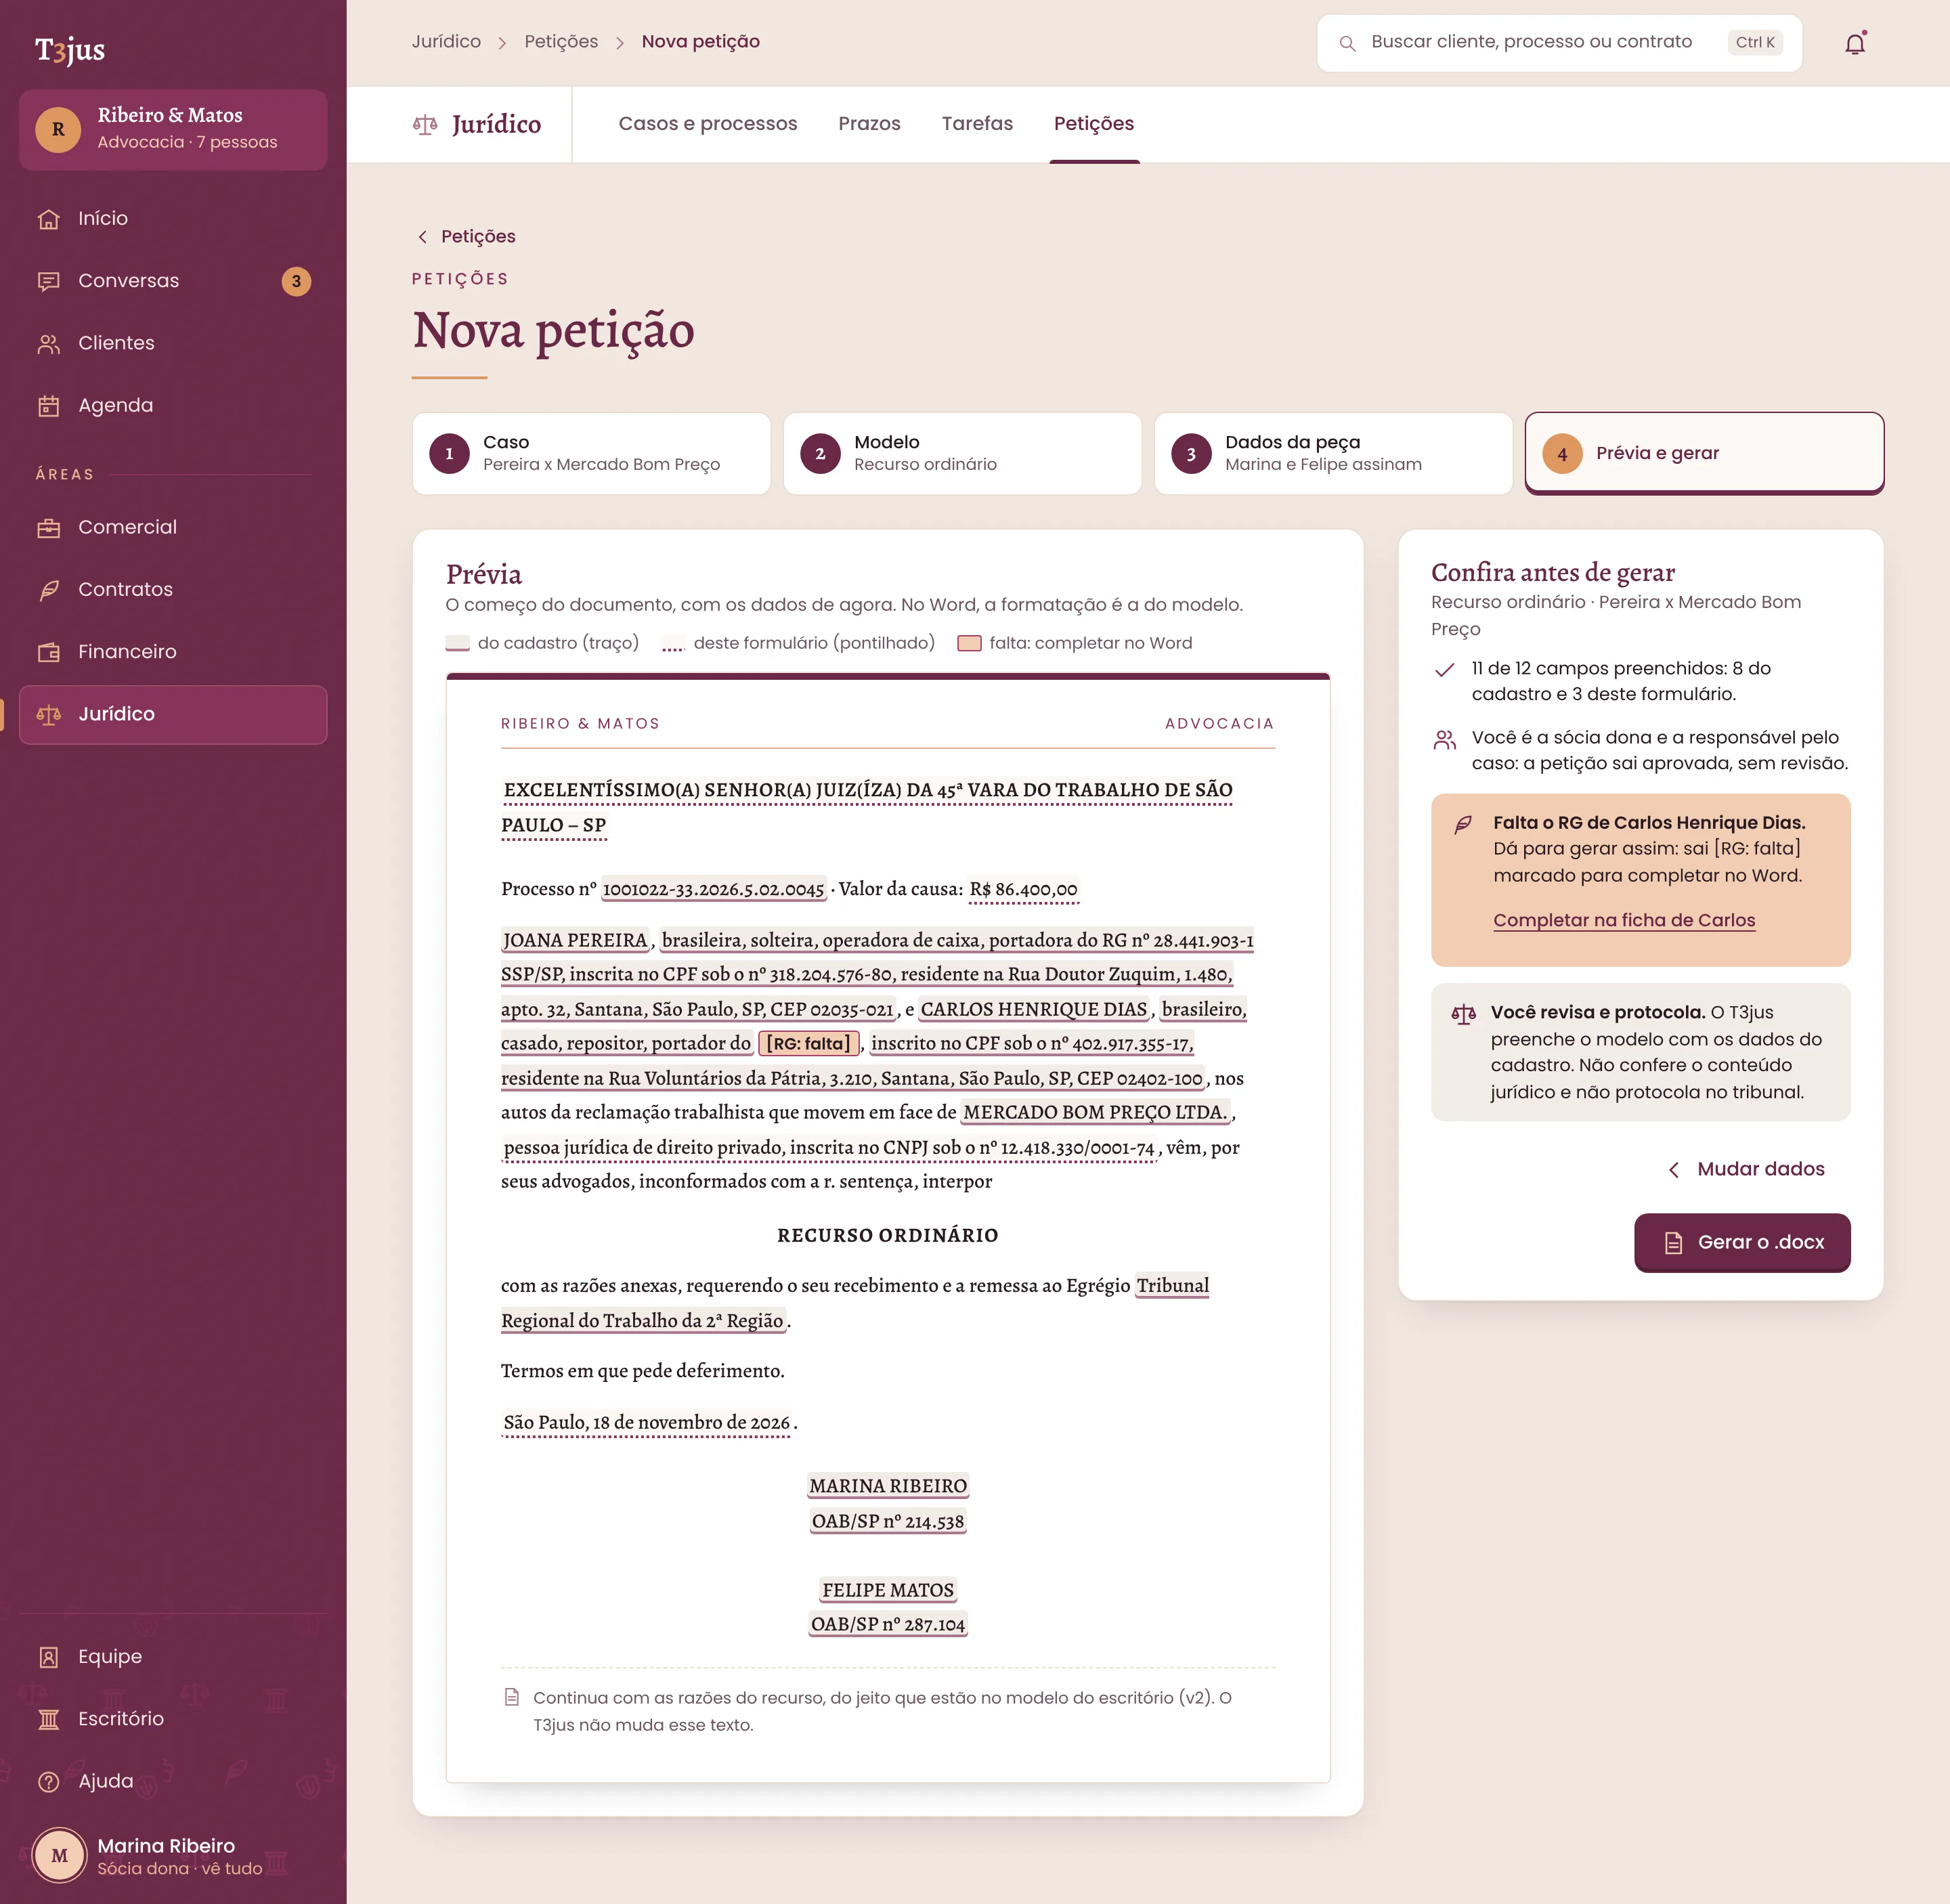 T3jus
R
Ribeiro & Matos
Advocacia · 7 pessoas
Início
Conversas
3
Clientes
Agenda
ÁREAS
Comercial
Contratos
Financeiro
Jurídico
Equipe
Escritório
Ajuda
M
Marina Ribeiro
Sócia dona · vê tudo
Jurídico
Petições
Nova petição
Buscar cliente, processo ou contrato
Ctrl K
Jurídico
Casos e processos
Prazos
Tarefas
Petições
Petições
PETIÇÕES
Nova petição
1
Caso
Pereira x Mercado Bom Preço
2
Modelo
Recurso ordinário
3
Dados da peça
Marina e Felipe assinam
4
Prévia e gerar
Prévia
O começo do documento, com os dados de agora. No Word, a formatação é a do modelo.
do cadastro (traço)
deste formulário (pontilhado)
falta: completar no Word
RIBEIRO & MATOS
ADVOCACIA
EXCELENTÍSSIMO(A) SENHOR(A) JUIZ(ÍZA) DA 45ª VARA DO TRABALHO DE SÃO
PAULO – SP
Processo nº 1001022-33.2026.5.02.0045 · Valor da causa: R$ 86.400,00
JOANA PEREIRA, brasileira, solteira, operadora de caixa, portadora do RG nº 28.441.903-1
SSP/SP, inscrita no CPF sob o nº 318.204.576-80, residente na Rua Doutor Zuquim, 1.480,
apto. 32, Santana, São Paulo, SP, CEP 02035-021, e CARLOS HENRIQUE DIAS, brasileiro,
casado, repositor, portador do [RG: falta], inscrito no CPF sob o nº 402.917.355-17,
residente na Rua Voluntários da Pátria, 3.210, Santana, São Paulo, SP, CEP 02402-100, nos
autos da reclamação trabalhista que movem em face de MERCADO BOM PREÇO LTDA.,
pessoa jurídica de direito privado, inscrita no CNPJ sob o nº 12.418.330/0001-74, vêm, por
seus advogados, inconformados com a r. sentença, interpor
RECURSO ORDINÁRIO
com as razões anexas, requerendo o seu recebimento e a remessa ao Egrégio Tribunal
Regional do Trabalho da 2ª Região.
Termos em que pede deferimento.
São Paulo, 18 de novembro de 2026.
MARINA RIBEIRO
OAB/SP nº 214.538
FELIPE MATOS
OAB/SP nº 287.104
Continua com as razões do recurso, do jeito que estão no modelo do escritório (v2). O
T3jus não muda esse texto.
Confira antes de gerar
Recurso ordinário · Pereira x Mercado Bom
Preço
11 de 12 campos preenchidos: 8 do
cadastro e 3 deste formulário.
Você é a sócia dona e a responsável pelo
caso: a petição sai aprovada, sem revisão.
Falta o RG de Carlos Henrique Dias.
Dá para gerar assim: sai [RG: falta]
marcado para completar no Word.
Completar na ficha de Carlos
Você revisa e protocola. O T3jus
preenche o modelo com os dados do
cadastro. Não confere o conteúdo
jurídico e não protocola no tribunal.
Mudar dados
Gerar o .docx